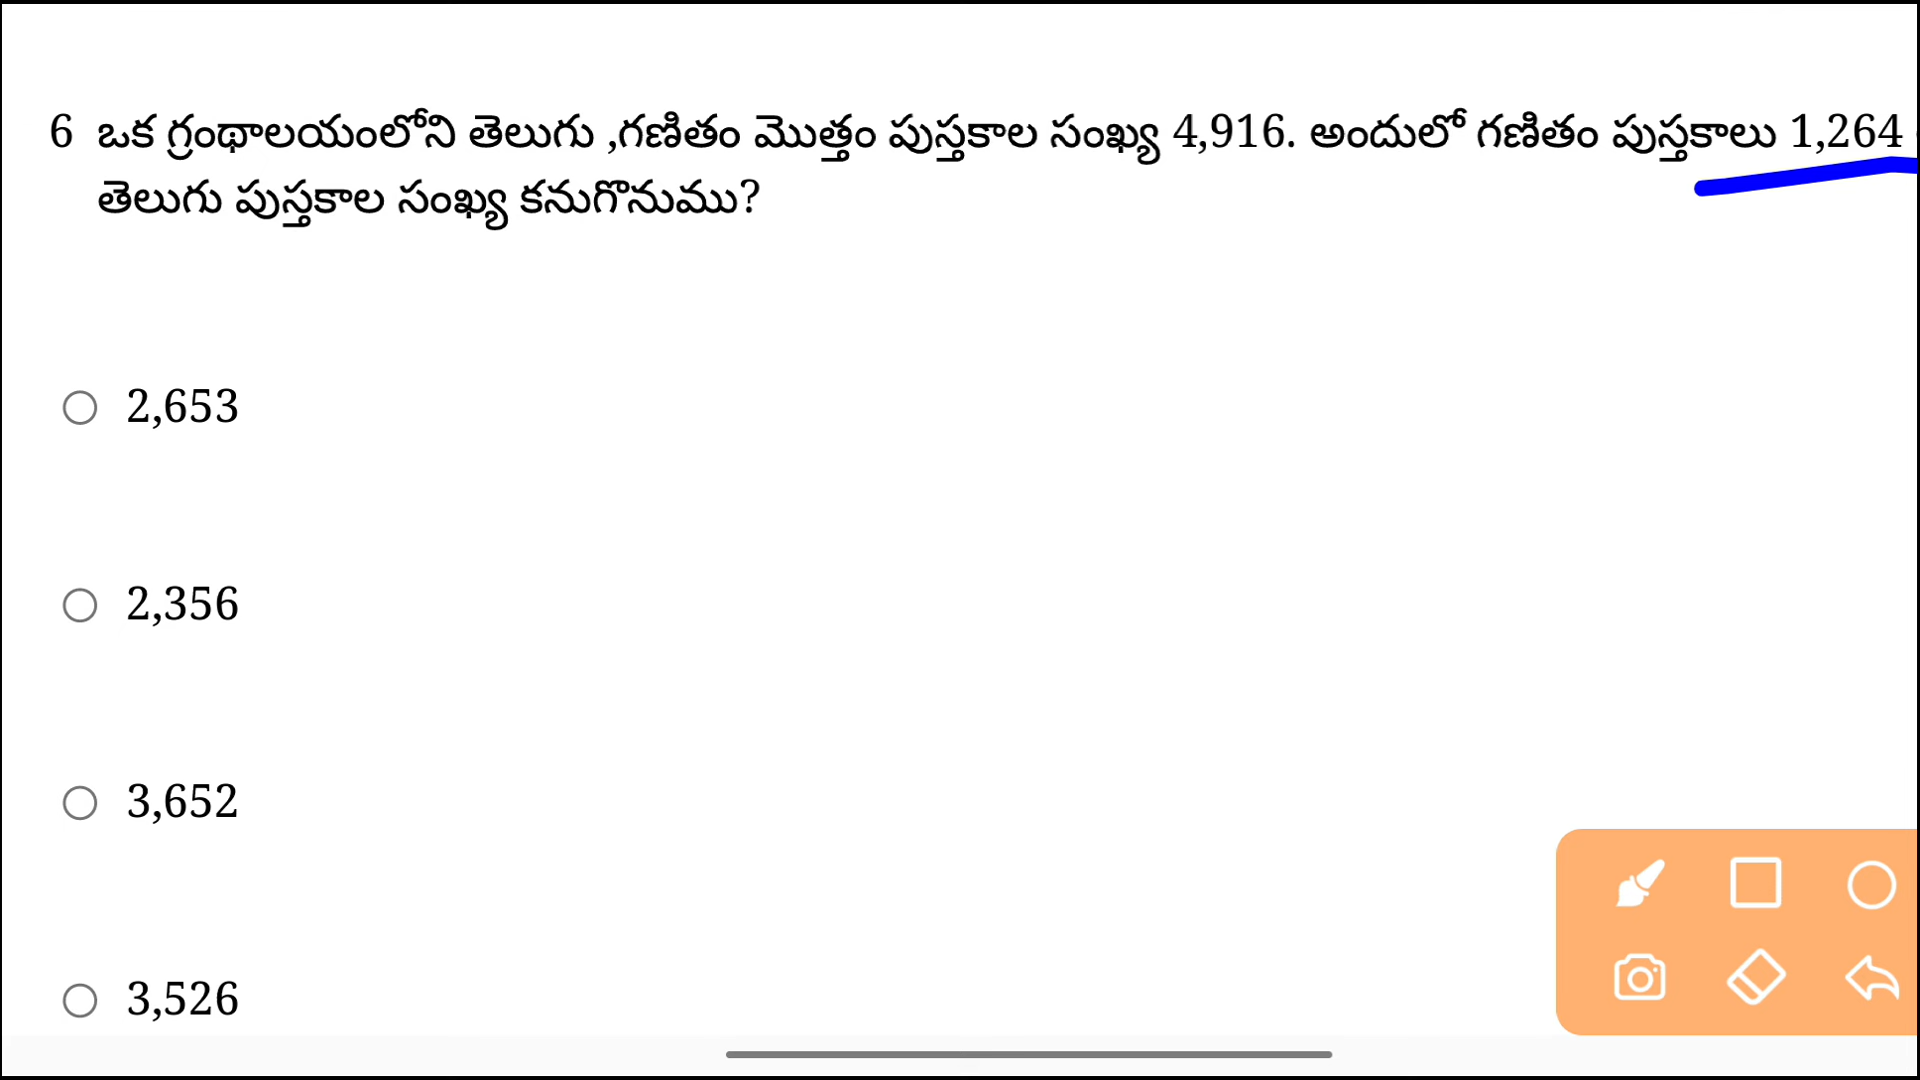 6 ఒక గ్రంథాలయంలోని తెలుగు ,గణితం మొత్తం పుస్తకాల సంఖ్య 4,916. అందులో గణితం పుస్తకాలు 1,264
తెలుగు పుస్తకాల సంఖ్య కనుగొనుము?
2,653
2,356
3,652
3,526